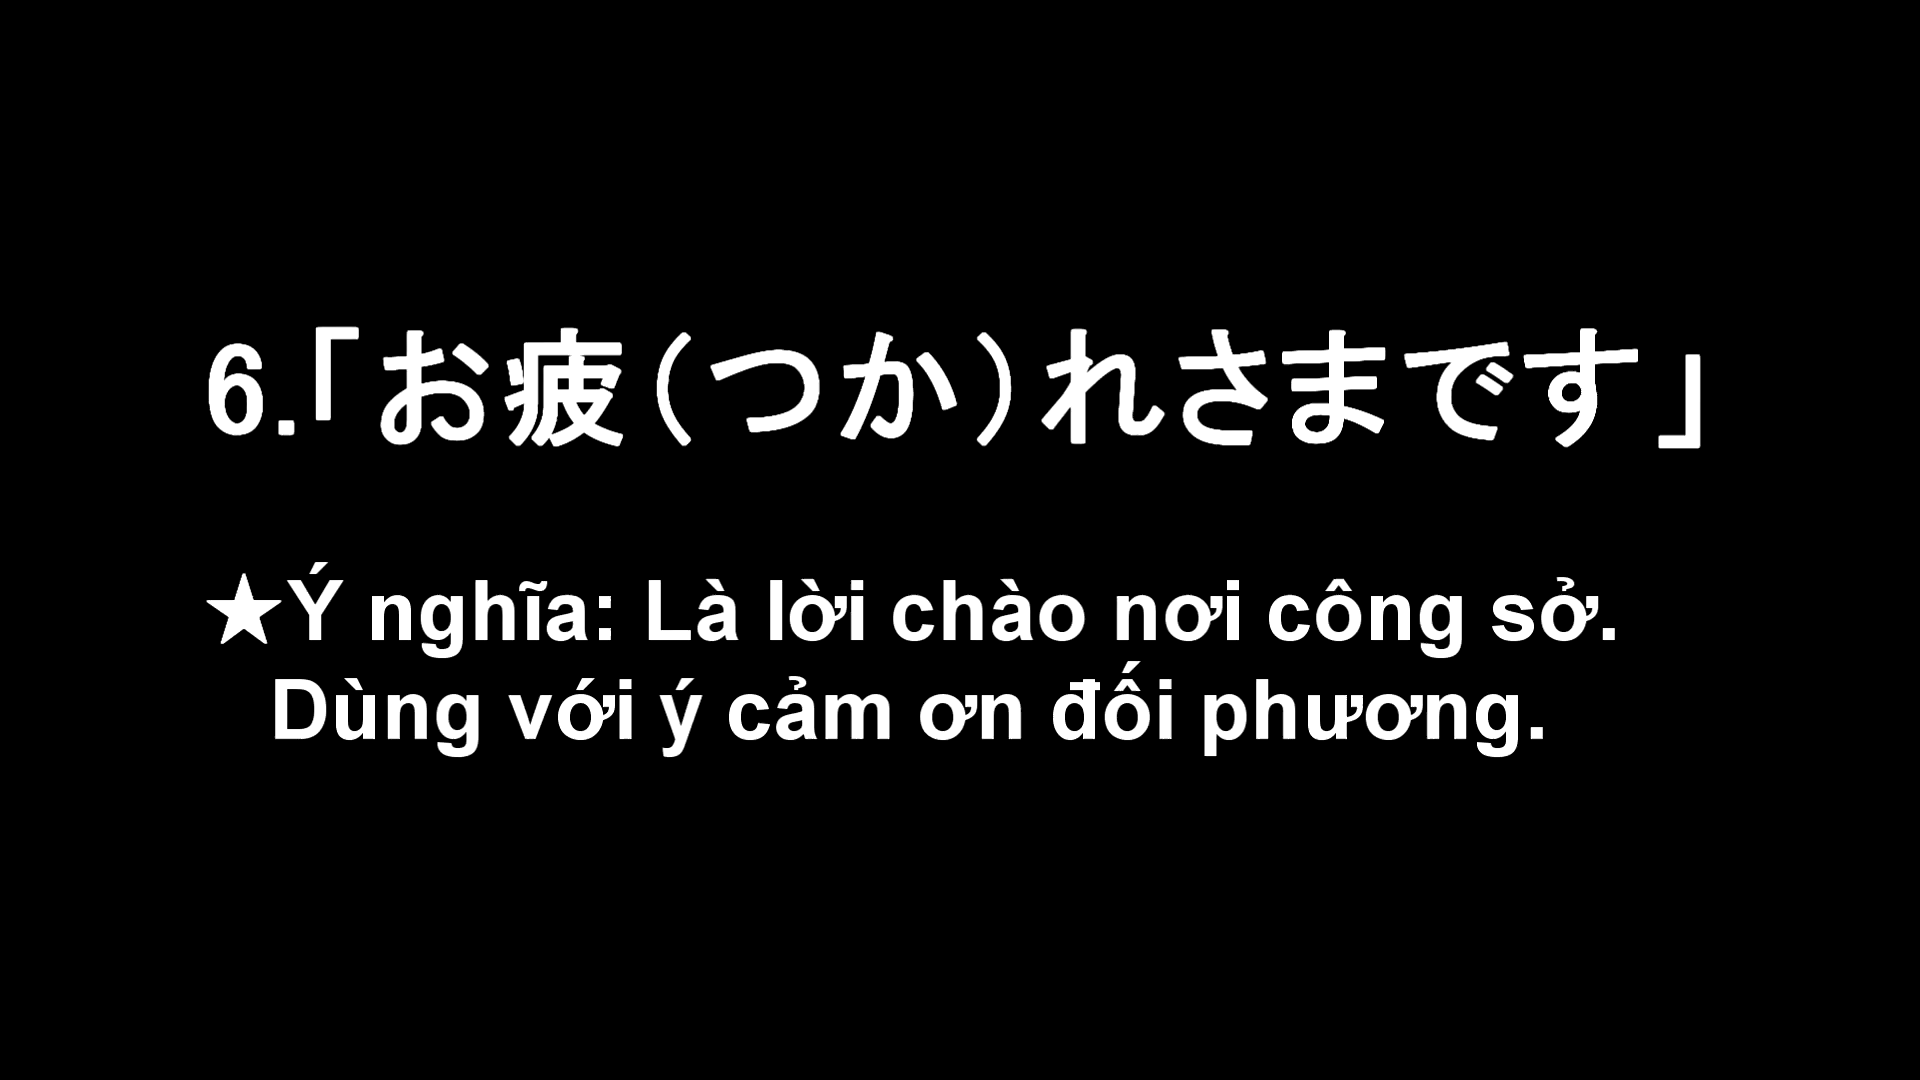 6.「お疲（つか）れさまです」
★Ý nghĩa: Là lời chào nơi công sở.
Dùng với ý cảm ơn đối phương.